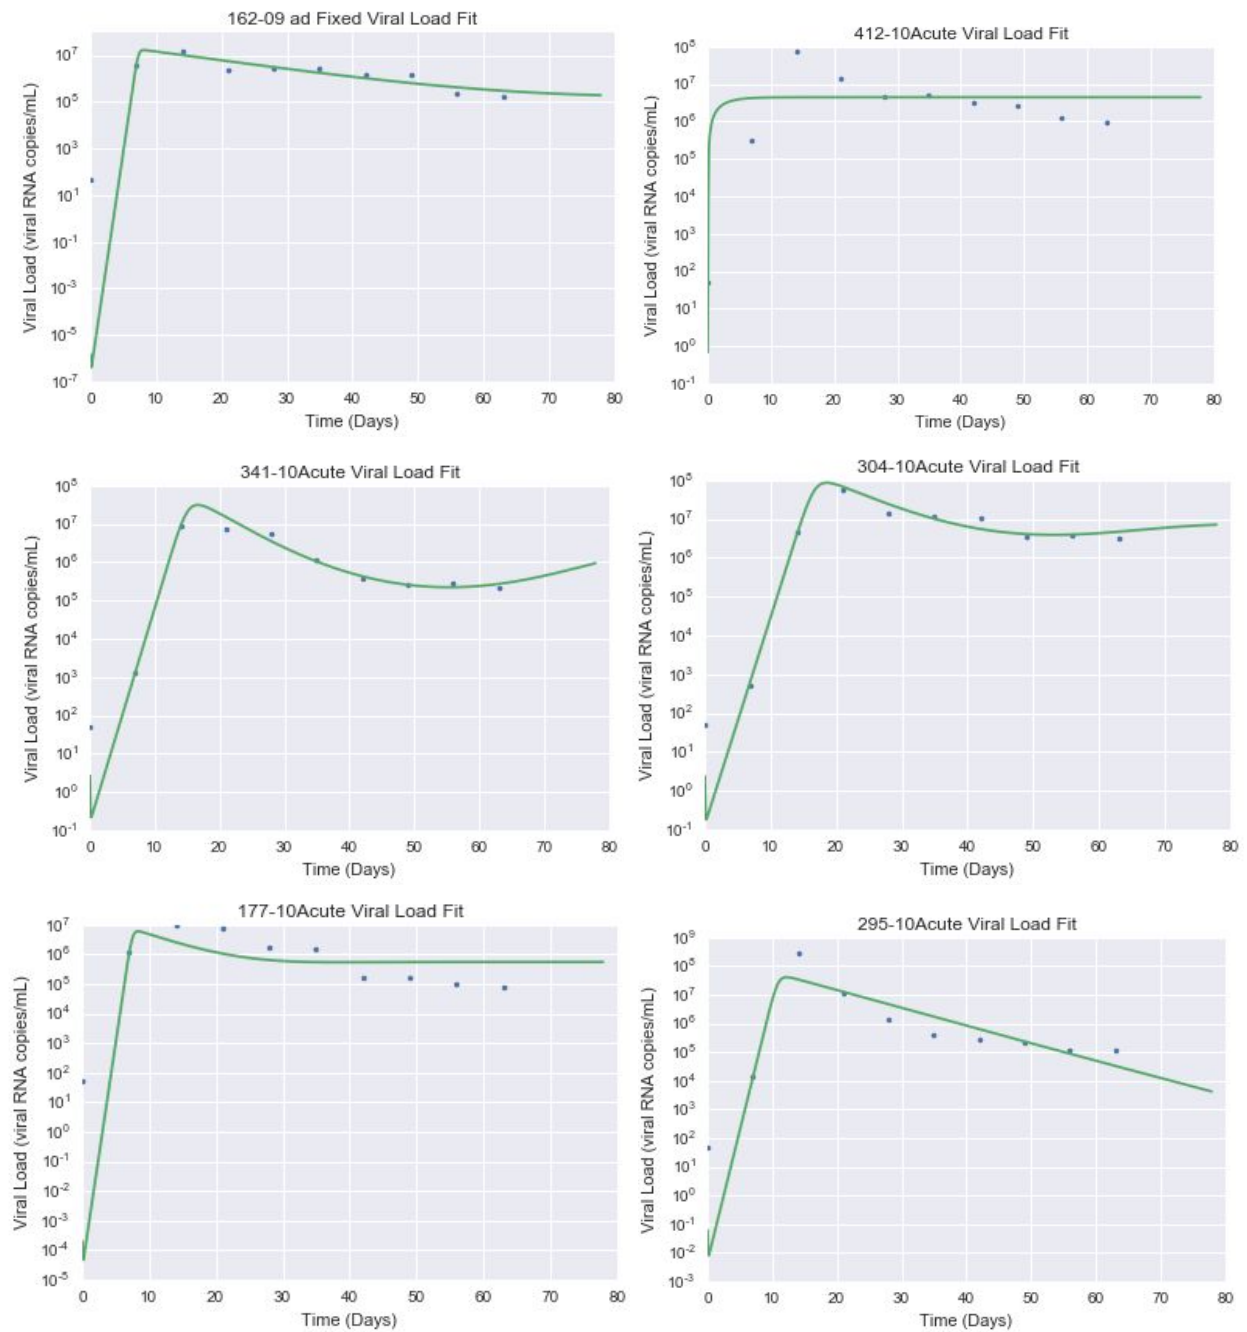 162-09 ad Fixed Viral Load Fit
Viral Load (viral RNA copies/mL)
10^7
10^5
10^3
10^1
10^-1
10^-3
10^-5
10^-7
0 10 20 30 40 50 60 70 80
Time (Days)
412-10Acute Viral Load Fit
Viral Load (viral RNA copies/mL)
10^8
10^7
10^6
10^5
10^4
10^3
10^2
10^1
10^0
10^-1
0 10 20 30 40 50 60 70 80
Time (Days)
341-10Acute Viral Load Fit
Viral Load (viral RNA copies/mL)
10^8
10^7
10^6
10^5
10^4
10^3
10^2
10^1
10^0
10^-1
0 10 20 30 40 50 60 70 80
Time (Days)
304-10Acute Viral Load Fit
Viral Load (viral RNA copies/mL)
10^8
10^7
10^6
10^5
10^4
10^3
10^2
10^1
10^0
10^-1
0 10 20 30 40 50 60 70 80
Time (Days)
177-10Acute Viral Load Fit
Viral Load (viral RNA copies/mL)
10^7
10^6
10^5
10^4
10^3
10^2
10^1
10^0
10^-1
10^-2
10^-3
10^-4
10^-5
0 10 20 30 40 50 60 70 80
Time (Days)
295-10Acute Viral Load Fit
Viral Load (viral RNA copies/mL)
10^9
10^8
10^7
10^6
10^5
10^4
10^3
10^2
10^1
10^0
10^-1
10^-2
10^-3
0 10 20 30 40 50 60 70 80
Time (Days)